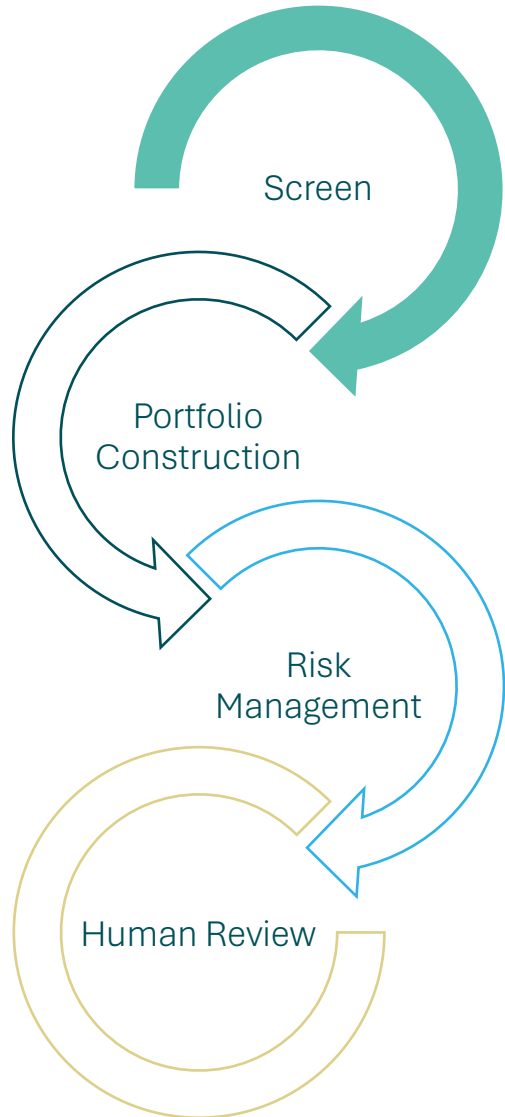 Screen
Portfolio
Construction
Risk
Management
Human Review